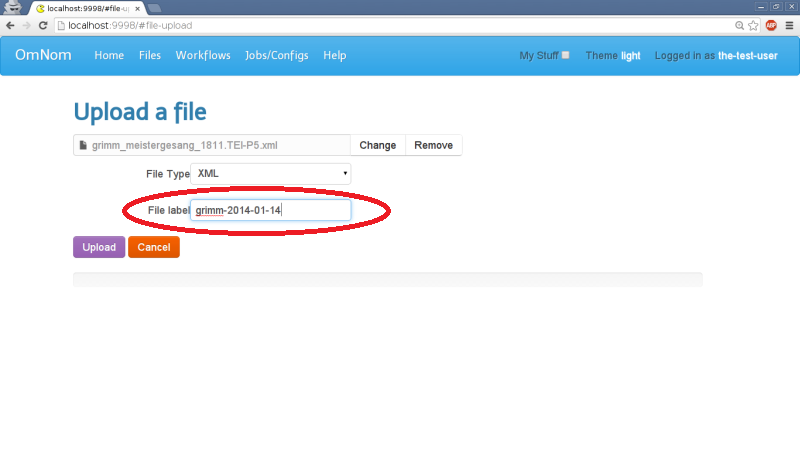 localhost:9998/#file-u
localhost:9998/#file-upload
ABP
OmNom Home Files Workflows Jobs/Configs Help My Stuff Theme light Logged in as the-test-user
Upload a file
grimm_meistergesang_1811.TEI-P5.xml Change Remove
File Type XML
File label grimm-2014-01-14
Upload Cancel